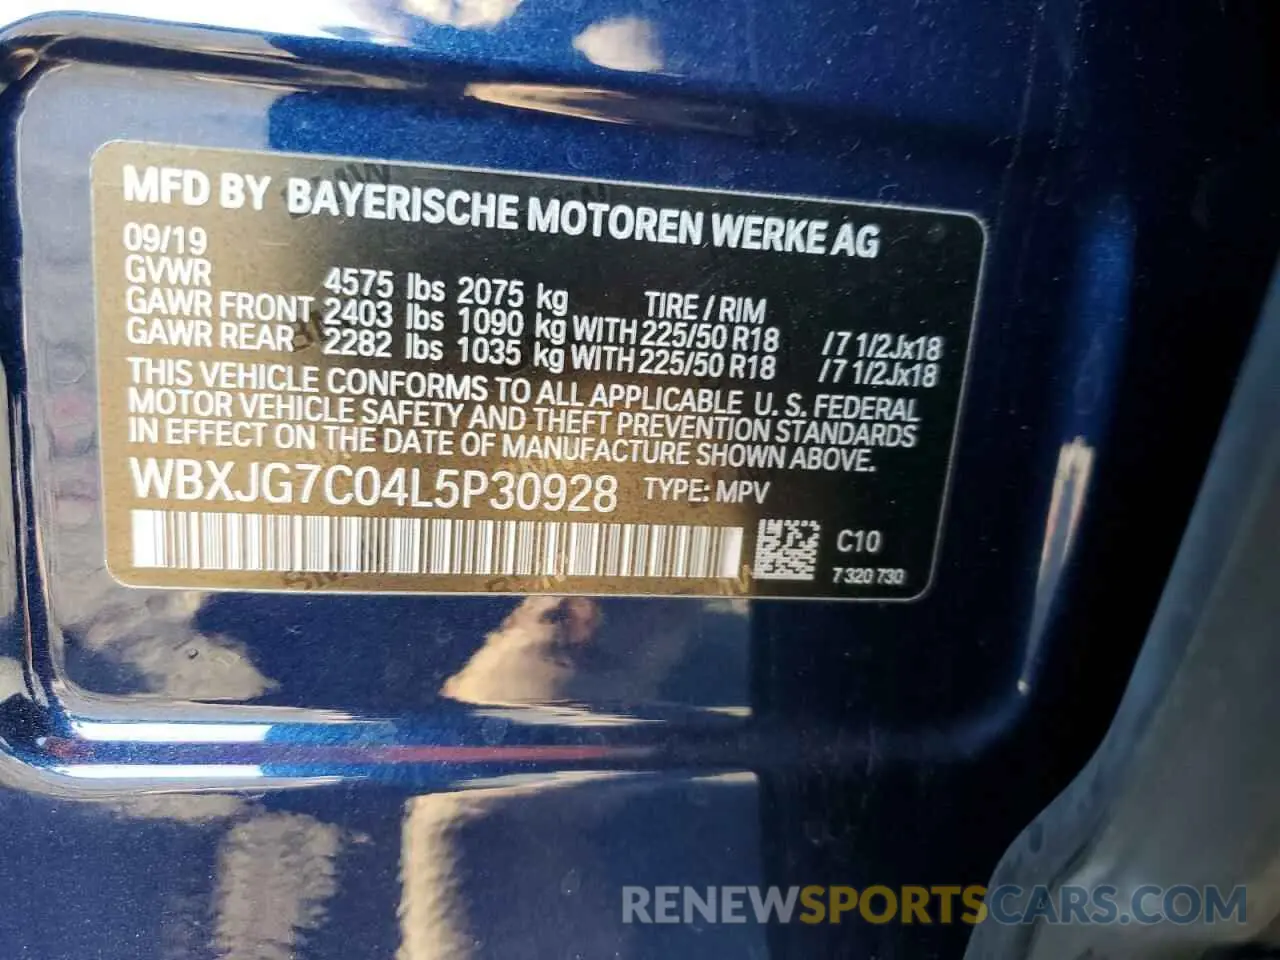 MFD BY BAYERISCHE MOTOREN WERKE AG
09/19
GVWR 4575 lbs 2075 kg TIRE / RIM
GAWR FRONT 2403 lbs 1090 kg WITH 225/50 R18 /7 1/2Jx18
GAWR REAR 2282 lbs 1035 kg WITH 225/50 R18 /7 1/2Jx18
THIS VEHICLE CONFORMS TO ALL APPLICABLE U. S. FEDERAL
MOTOR VEHICLE SAFETY AND THEFT PREVENTION STANDARDS
IN EFFECT ON THE DATE OF MANUFACTURE SHOWN ABOVE.
WBXJG7C04L5P30928 TYPE: MPV
C10
7 320 730
RENEWSPORTSCARS.COM